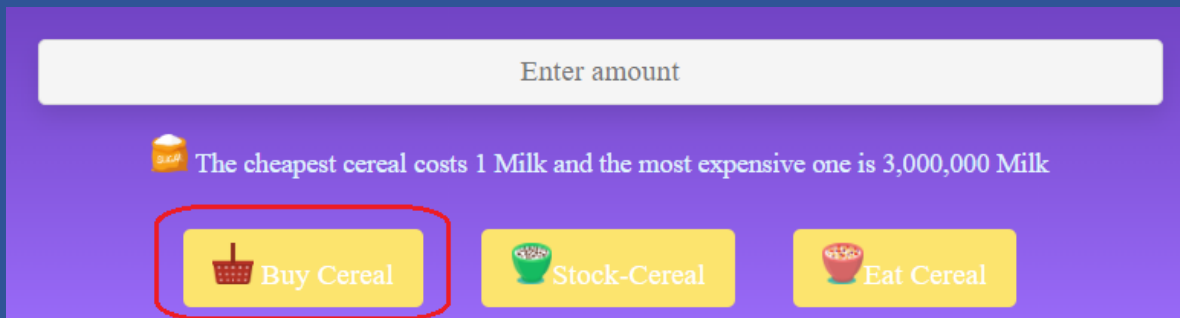 Enter amount
The cheapest cereal costs 1 Milk and the most expensive one is 3,000,000 Milk
Buy Cereal
Stock-Cereal
Eat Cereal